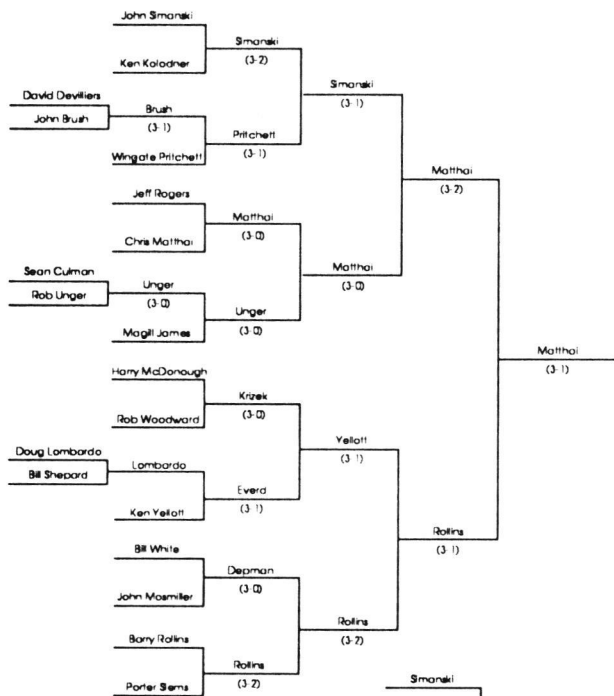 John Simanski
Simanski
(3-2)
Ken Kolodner
Simanski
(3-1)
David Devilliers
Brush
(3-1)
John Brush
Pritchett
(3-1)
Wingate Pritchett
Matthai
(3-2)
Jeff Rogers
Matthai
(3-0)
Chris Matthai
Matthai
(3-0)
Sean Culman
Unger
(3-0)
Rob Unger
Unger
(3-0)
Magill James
Matthai
(3-1)
Harry McDonough
Krizek
(3-0)
Rob Woodward
Yellott
(3-1)
Doug Lombardo
Lombardo
Bill Shepard
Everd
(3-1)
Ken Yellott
Rollins
(3-1)
Bill White
Depman
(3-0)
John Mosmiller
Rollins
(3-2)
Barry Rollins
Rollins
(3-2)
Porter Siems
Simanski